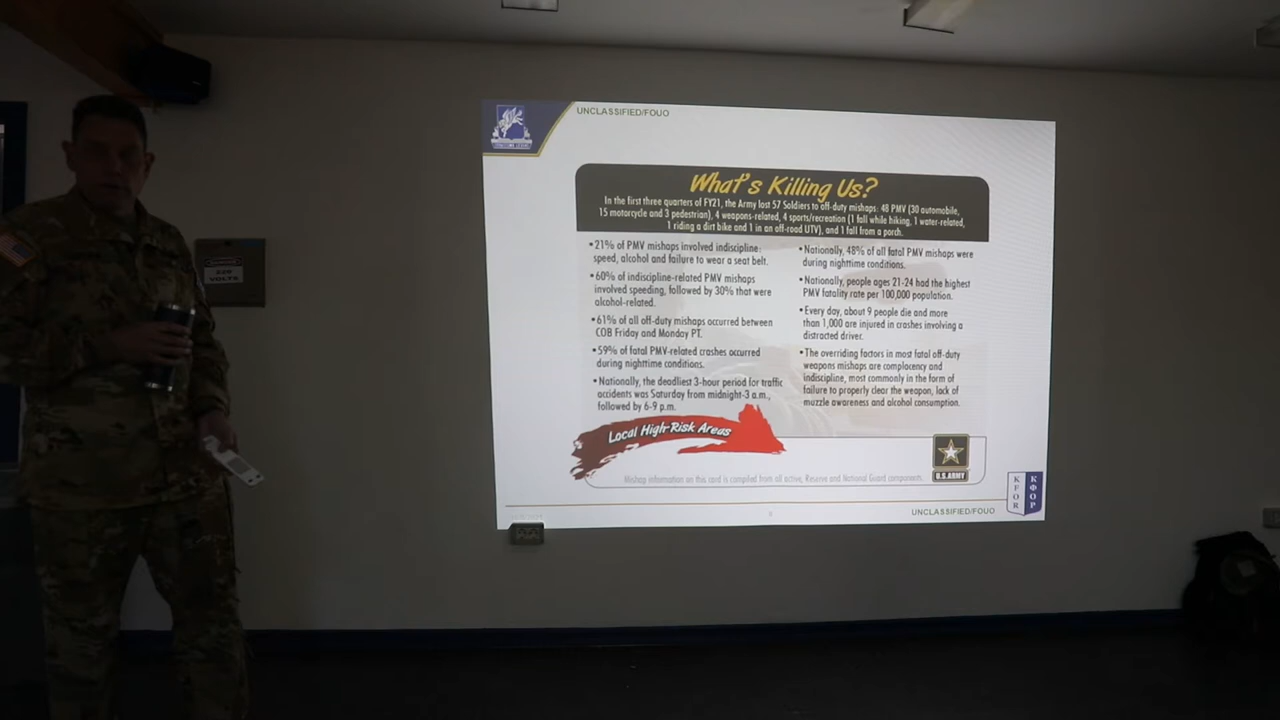 UNCLASSIFIED/FOUO
What's Killing Us?
In the first three quarters of FY21, the Army lost 57 Soldiers to off-duty mishaps: 48 PMV (30 automobile,
15 motorcycle and 3 pedestrian), 4 weapons-related, 4 sports/recreation (1 fall while hiking, 1 water-related,
1 riding a dirt bike and 1 in an off-road UTV), and 1 fall from a porch.
•21% of PMV mishaps involved indiscipline:
speed, alcohol and failure to wear a seat belt.
•60% of indiscipline-related PMV mishaps
involved speeding, followed by 30% that were
alcohol-related.
•61% of all off-duty mishaps occurred between
COB Friday and Monday PT.
•59% of fatal PMV-related crashes occurred
during nighttime conditions.
•Nationally, the deadliest 3-hour period for traffic
accidents was Saturday from midnight-3 a.m.,
followed by 6-9 p.m.
•Nationally, 48% of all fatal PMV mishaps were
during nighttime conditions.
•Nationally, people ages 21-24 had the highest
PMV fatality rate per 100,000 population.
•Every day, about 9 people die and more
than 1,000 are injured in crashes involving a
distracted driver.
•The overriding factors in most fatal off-duty
weapons mishaps are complacency and
indiscipline, most commonly in the form of
failure to properly clear the weapon, lack of
muzzle awareness and alcohol consumption.
Local High-Risk Areas
U.S. ARMY
Mishap information on this card is compiled from all active, Reserve and National Guard components.
KFOR
КФОР
UNCLASSIFIED/FOUO
DANGER
220
VOLTS